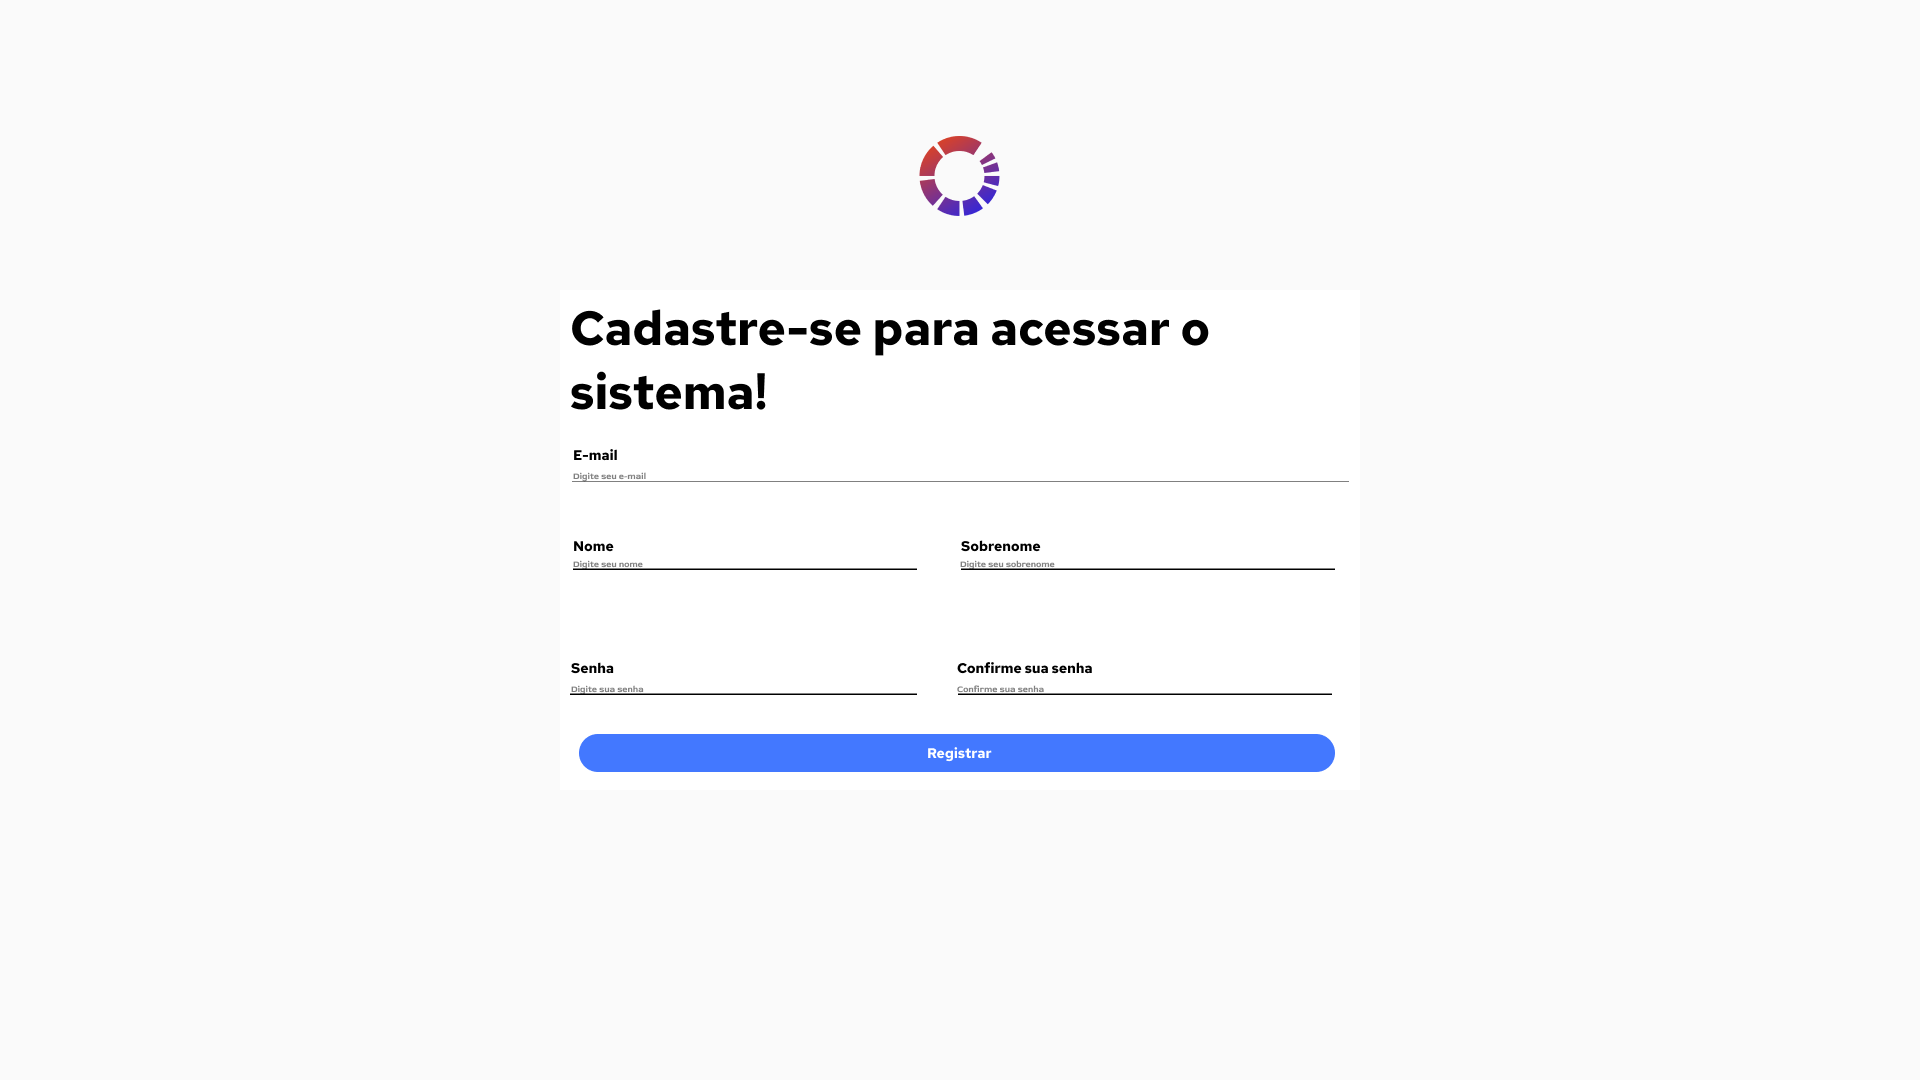 Cadastre-se para acessar o
sistema!
E-mail
Digite seu e-mail
Nome
Sobrenome
Digite seu nome
Digite seu sobrenome
Senha
Confirme sua senha
Digite sua senha
Confirme sua senha
Registrar